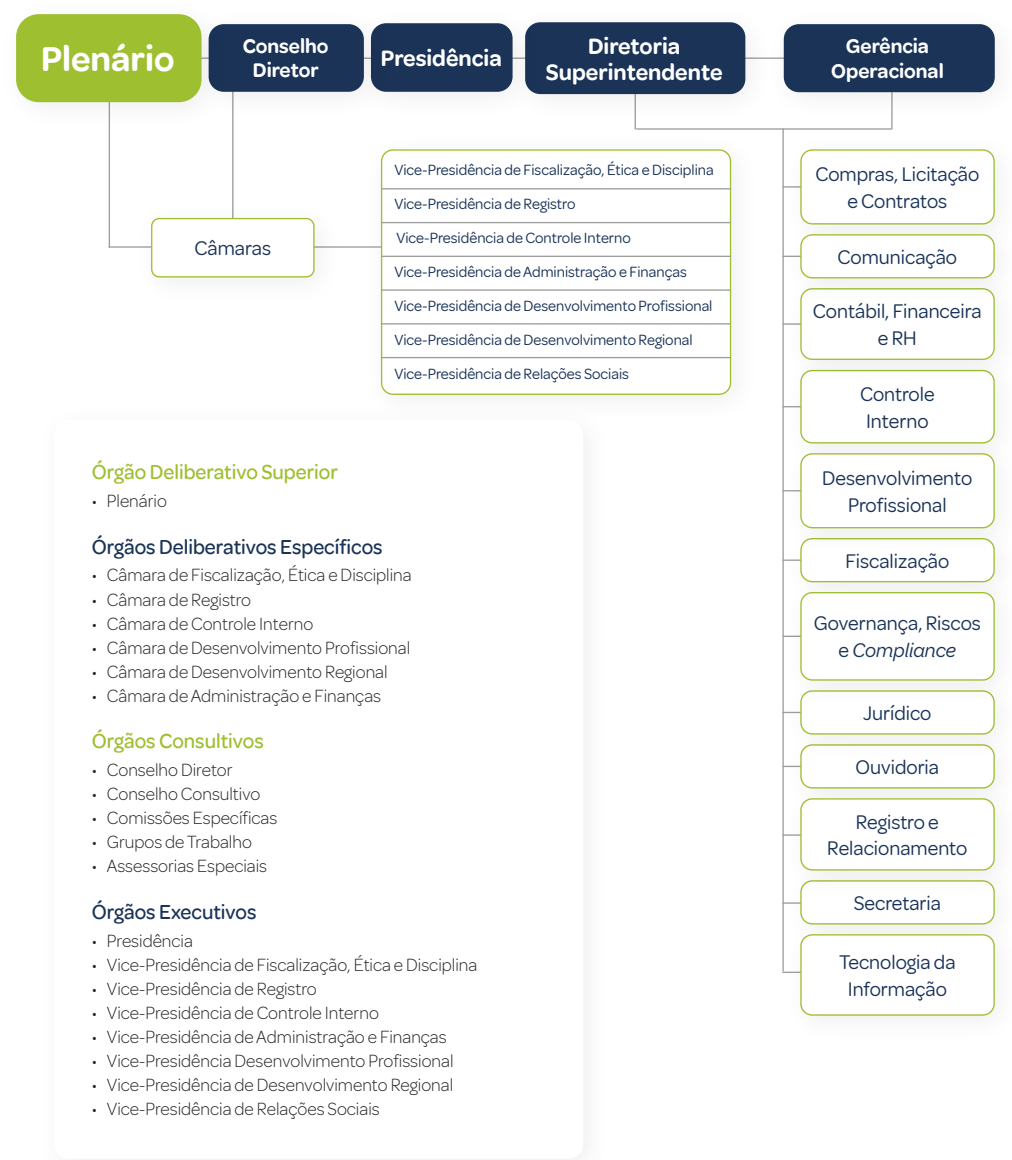 Plenário
Conselho
Diretor
Presidência
Diretoria
Superintendente
Gerência
Operacional
Câmaras
Vice-Presidência de Fiscalização, Ética e Disciplina
Vice-Presidência de Registro
Vice-Presidência de Controle Interno
Vice-Presidência de Administração e Finanças
Vice-Presidência de Desenvolvimento Profissional
Vice-Presidência de Desenvolvimento Regional
Vice-Presidência de Relações Sociais
Compras, Licitação
e Contratos
Comunicação
Contábil, Financeira
e RH
Controle
Interno
Desenvolvimento
Profissional
Fiscalização
Governança, Riscos
e Compliance
Jurídico
Ouvidoria
Registro e
Relacionamento
Secretaria
Tecnologia da
Informação
Órgão Deliberativo Superior
• Plenário
Órgãos Deliberativos Específicos
• Câmara de Fiscalização, Ética e Disciplina
• Câmara de Registro
• Câmara de Controle Interno
• Câmara de Desenvolvimento Profissional
• Câmara de Desenvolvimento Regional
• Câmara de Administração e Finanças
Órgãos Consultivos
• Conselho Diretor
• Conselho Consultivo
• Comissões Específicas
• Grupos de Trabalho
• Assessorias Especiais
Órgãos Executivos
• Presidência
• Vice-Presidência de Fiscalização, Ética e Disciplina
• Vice-Presidência de Registro
• Vice-Presidência de Controle Interno
• Vice-Presidência de Administração e Finanças
• Vice-Presidência Desenvolvimento Profissional
• Vice-Presidência de Desenvolvimento Regional
• Vice-Presidência de Relações Sociais